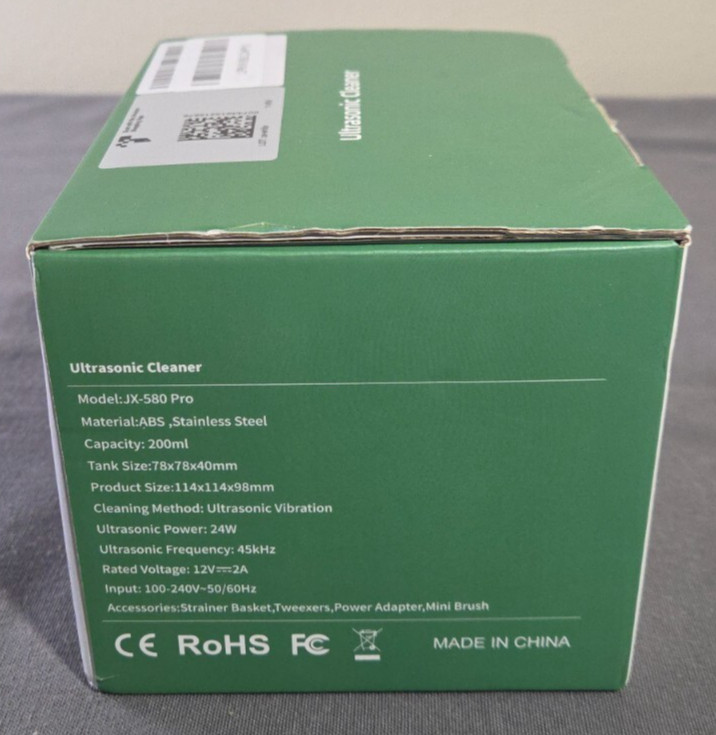 Ultrasonic Cleaner
Ultrasonic Cleaner
Model:JX-580 Pro
Material:ABS ,Stainless Steel
Capacity: 200ml
Tank Size:78x78x40mm
Product Size:114x114x98mm
Cleaning Method: Ultrasonic Vibration
Ultrasonic Power: 24W
Ultrasonic Frequency: 45kHz
Rated Voltage: 12V⎓2A
Input: 100-240V~50/60Hz
Accessories:Strainer Basket,Tweexers,Power Adapter,Mini Brush
CE RoHS FC MADE IN CHINA